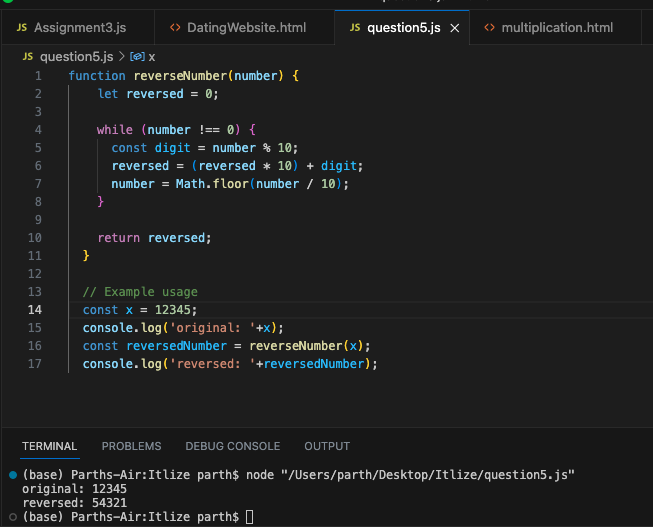 JS Assignment3.js <> DatingWebsite.html JS question5.js × <> multiplication.html
JS question5.js > x
1 function reverseNumber(number) {
2 let reversed = 0;
3
4 while (number !== 0) {
5 const digit = number % 10;
6 reversed = (reversed * 10) + digit;
7 number = Math.floor(number / 10);
8 }
9
10 return reversed;
11 }
12
13 // Example usage
14 const x = 12345;
15 console.log('original: '+x);
16 const reversedNumber = reverseNumber(x);
17 console.log('reversed: '+reversedNumber);
TERMINAL PROBLEMS DEBUG CONSOLE OUTPUT
(base) Parths-Air:Itlize parth$ node "/Users/parth/Desktop/Itlize/question5.js"
original: 12345
reversed: 54321
(base) Parths-Air:Itlize parth$